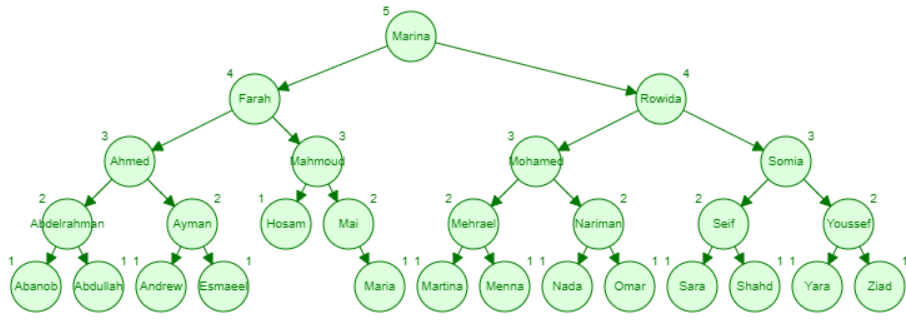 5
Marina
4
Farah
4
Rowida
3
Ahmed
3
Mahmoud
3
Mohamed
3
Somia
2
Abdelrahman
2
Ayman
1
Hosam
2
Mai
2
Mehrael
2
Nariman
2
Seif
2
Youssef
1
Abanob
1
Abdullah
1
Andrew
1
Esmaeel
1
Maria
1
Martina
1
Menna
1
Nada
1
Omar
1
Sara
1
Shahd
1
Yara
1
Ziad